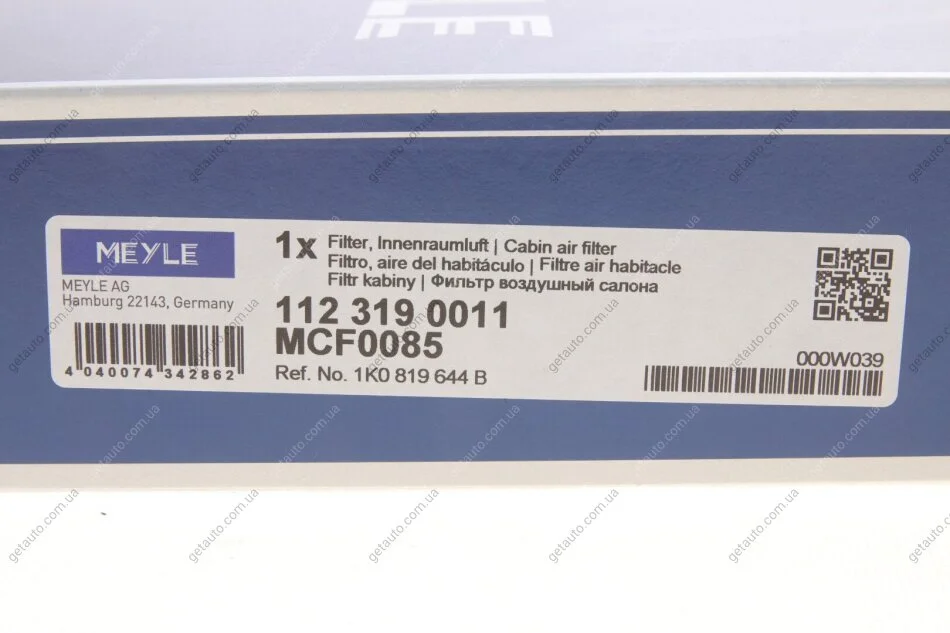 MEYLE
MEYLE AG
Hamburg 22143, Germany
4 040074 342862
1x Filter, Innenraumluft | Cabin air filter
Filtro, aire del habitáculo | Filtre air habitacle
Filtr kabiny | Фильтр воздушный салона
112 319 0011
MCF0085
Ref. No. 1K0 819 644 B
000W039
getauto.com.ua